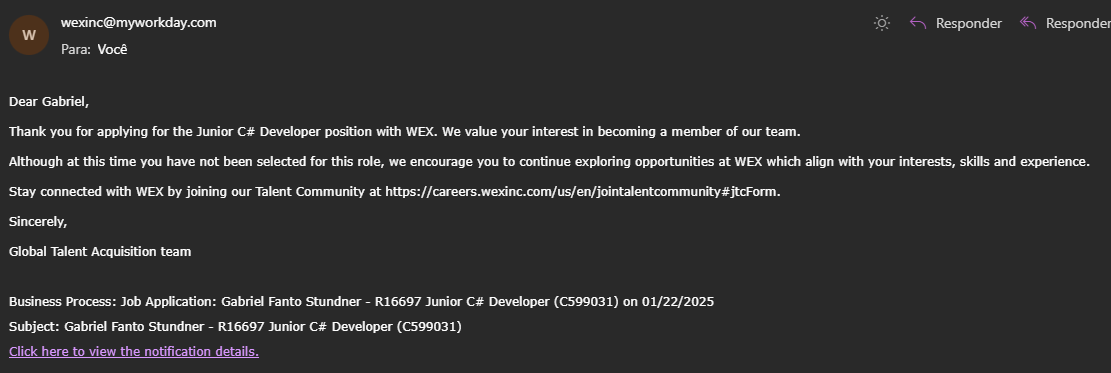 W
wexinc@myworkday.com
Responder
Responder
Para: Você
Dear Gabriel,
Thank you for applying for the Junior C# Developer position with WEX. We value your interest in becoming a member of our team.
Although at this time you have not been selected for this role, we encourage you to continue exploring opportunities at WEX which align with your interests, skills and experience.
Stay connected with WEX by joining our Talent Community at https://careers.wexinc.com/us/en/jointalentcommunity#jtcForm.
Sincerely,
Global Talent Acquisition team
Business Process: Job Application: Gabriel Fanto Stundner - R16697 Junior C# Developer (C599031) on 01/22/2025
Subject: Gabriel Fanto Stundner - R16697 Junior C# Developer (C599031)
Click here to view the notification details.